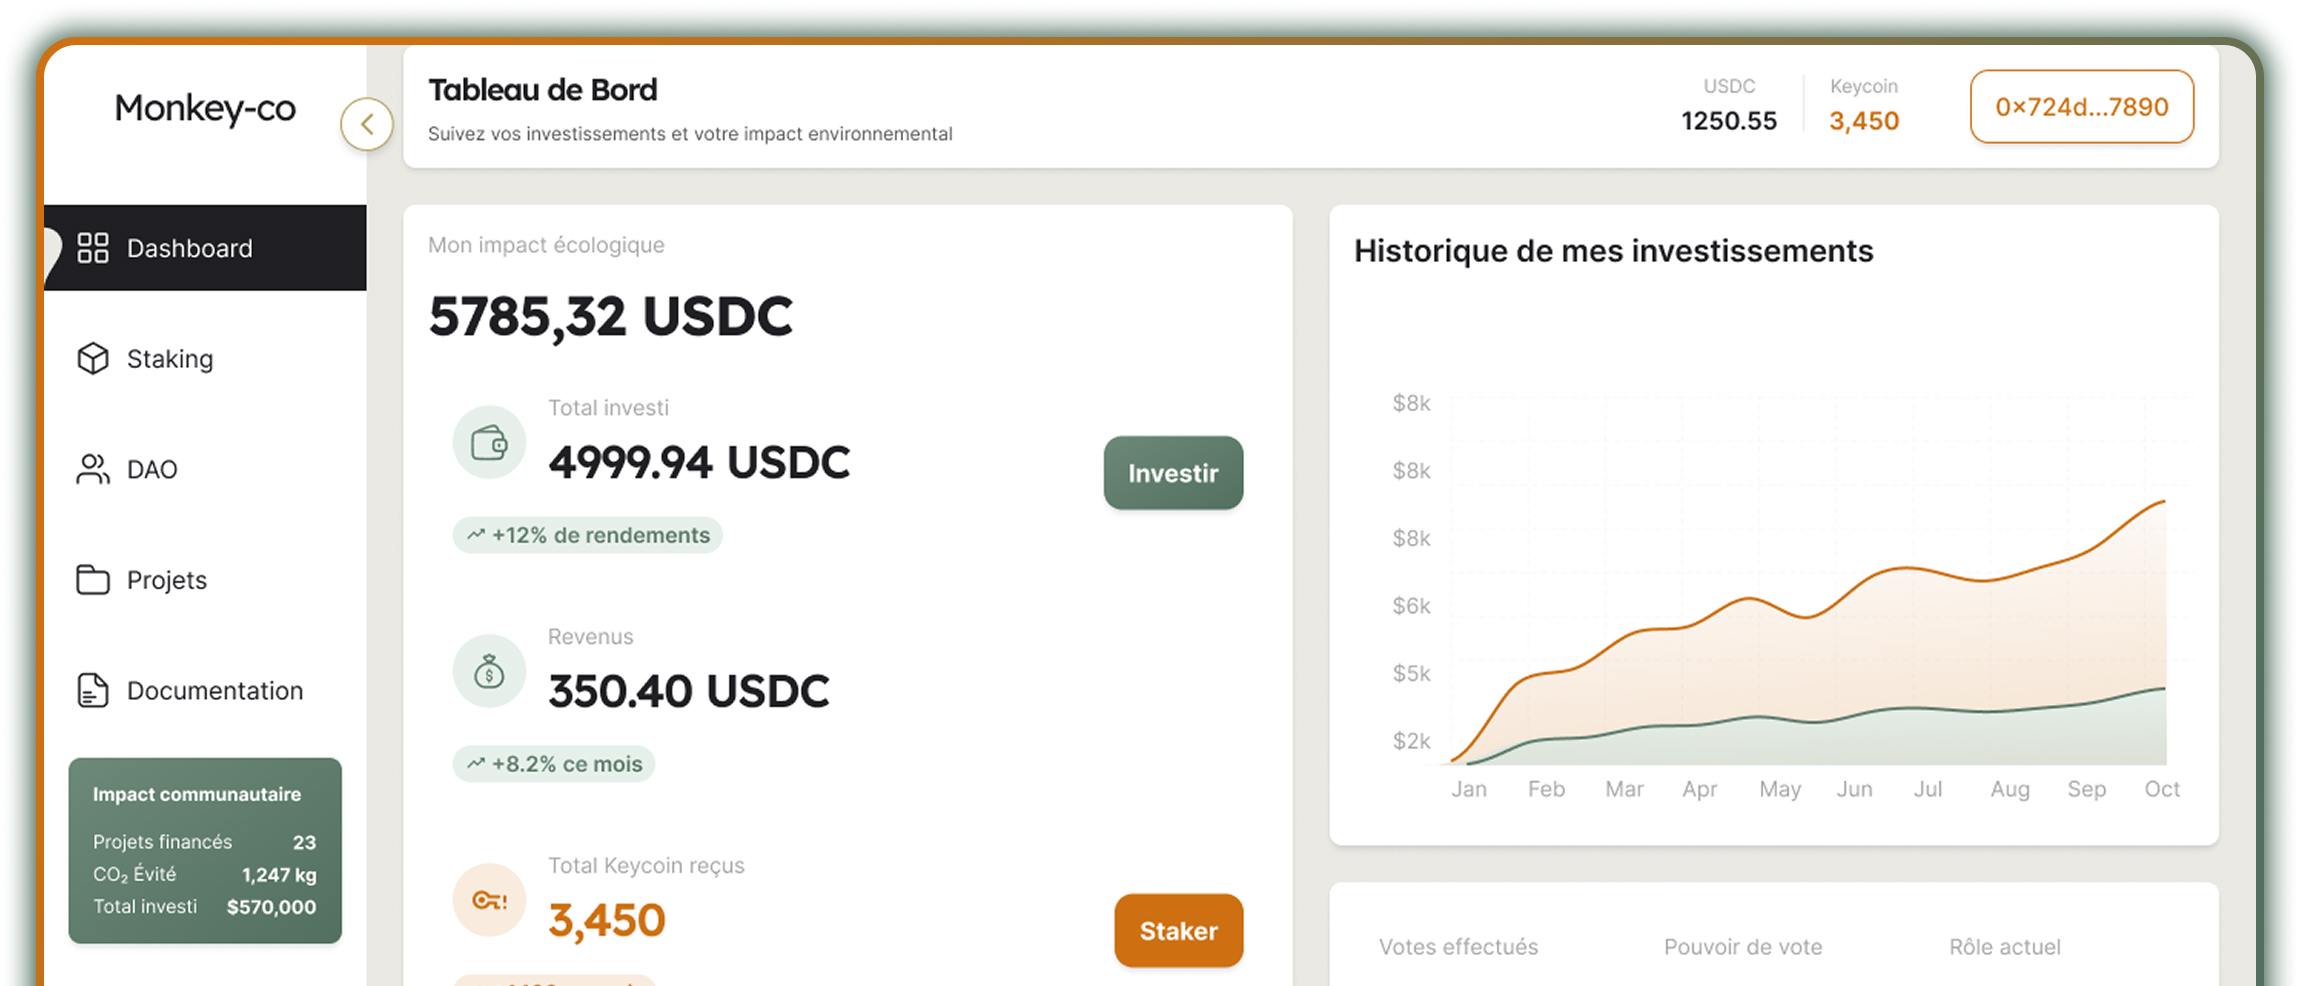 Monkey-co
Dashboard
Staking
DAO
Projets
Documentation
Impact communautaire
Projets financés 23
CO₂ Évité 1,247 kg
Total investi $570,000
Tableau de Bord
Suivez vos investissements et votre impact environnemental
USDC
1250.55
Keycoin
3,450
0×724d...7890
Mon impact écologique
5785,32 USDC
Total investi
4999.94 USDC
Investir
+12% de rendements
Revenus
350.40 USDC
+8.2% ce mois
Total Keycoin reçus
3,450
Staker
Historique de mes investissements
$8k
$8k
$8k
$6k
$5k
$2k
Jan Feb Mar Apr May Jun Jul Aug Sep Oct
Votes effectués Pouvoir de vote Rôle actuel